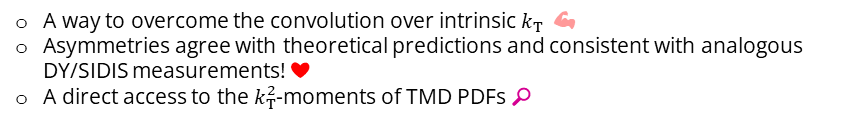 ○ A way to overcome the convolution over intrinsic k_T 💪
○ Asymmetries agree with theoretical predictions and consistent with analogous
DY/SIDIS measurements! ❤
○ A direct access to the k_T^2-moments of TMD PDFs 🔎